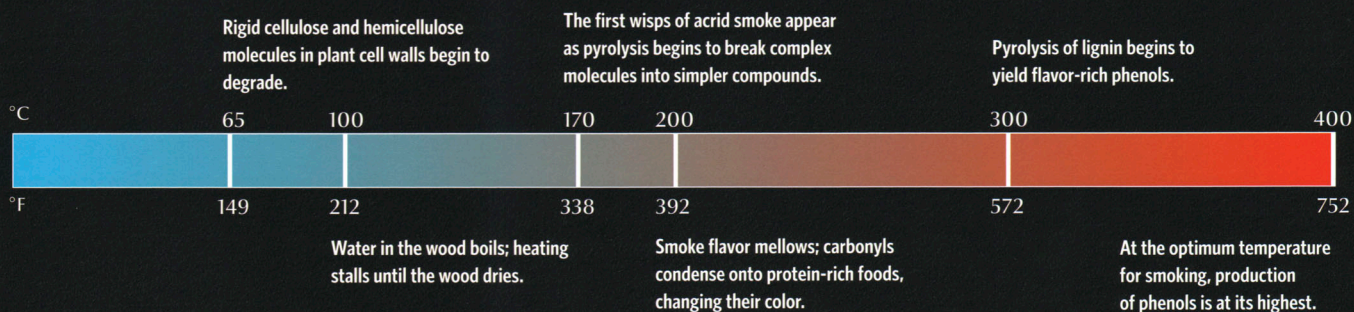 Rigid cellulose and hemicellulose
molecules in plant cell walls begin to
degrade.
The first wisps of acrid smoke appear
as pyrolysis begins to break complex
molecules into simpler compounds.
Pyrolysis of lignin begins to
yield flavor-rich phenols.
°C
65 100 170 200 300 400
°F
149 212 338 392 572 752
Water in the wood boils; heating
stalls until the wood dries.
Smoke flavor mellows; carbonyls
condense onto protein-rich foods,
changing their color.
At the optimum temperature
for smoking, production
of phenols is at its highest.